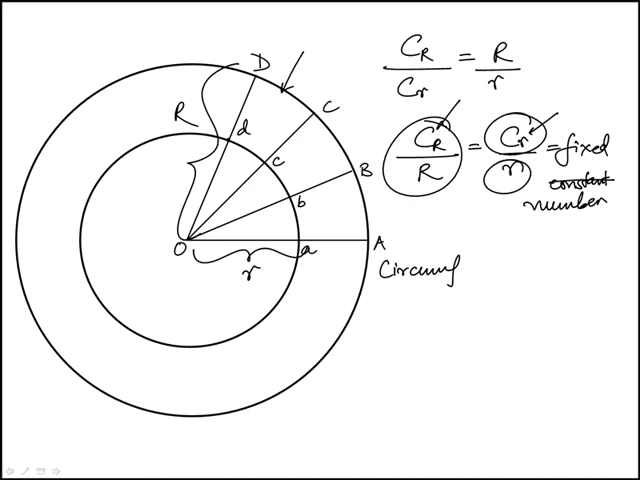 D
C
B
A
R
d
c
b
a
O
r
C_R / C_r = R / r
C_R / R = C_r / r = fixed
constant
number
Circumf